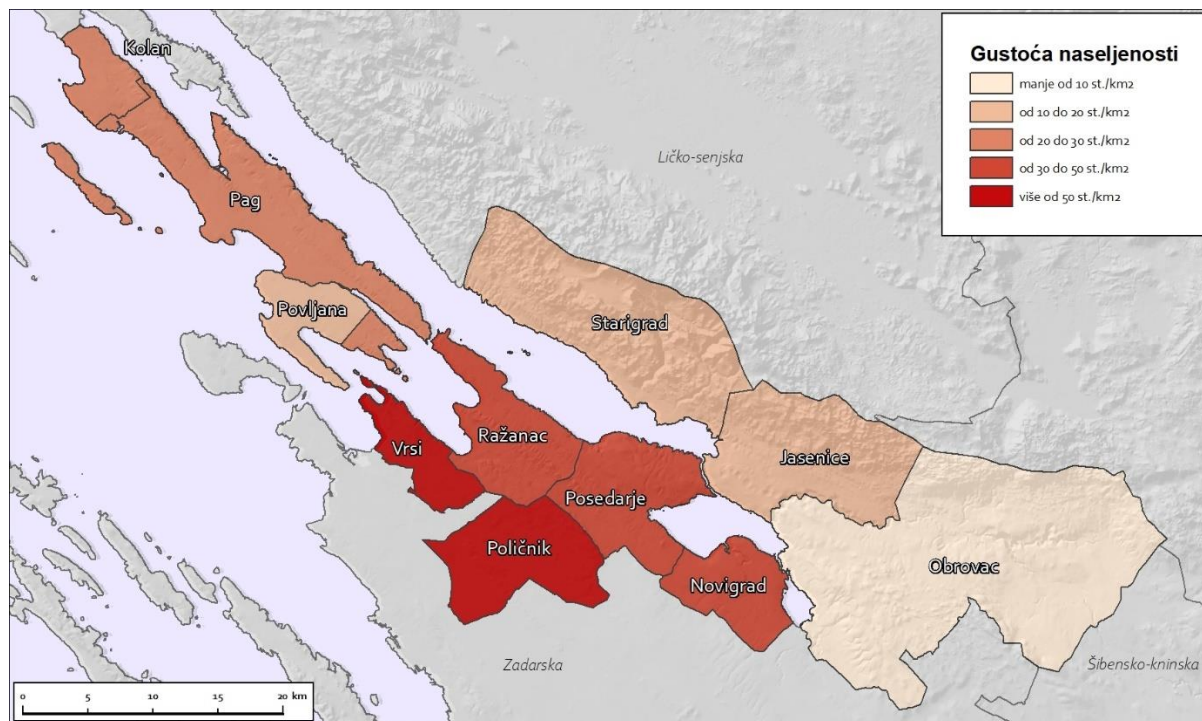 Kolan
Gustoća naseljenosti
manje od 10 st./km2
od 10 do 20 st./km2
od 20 do 30 st./km2
od 30 do 50 st./km2
više od 50 st./km2
Ličko-senjska
Pag
Povljana
Starigrad
Vrsi
Ražanac
Jasenice
Posedarje
Poličnik
Obrovac
Novigrad
Zadarska
Šibensko-kninska
0 5 10 15 20 km